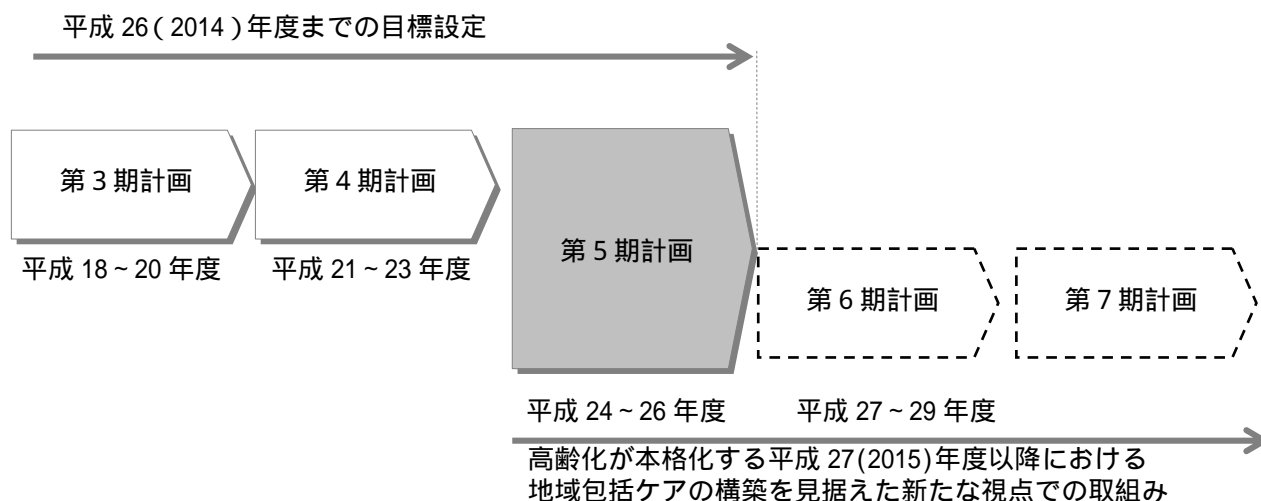 平成 26(2014)年度までの目標設定
第 3 期計画
第 4 期計画
第 5 期計画
平成 18~20 年度
平成 21~23 年度
第 6 期計画
第 7 期計画
平成 24~26 年度
平成 27~29 年度
高齢化が本格化する平成 27(2015)年度以降における
地域包括ケアの構築を見据えた新たな視点での取組み